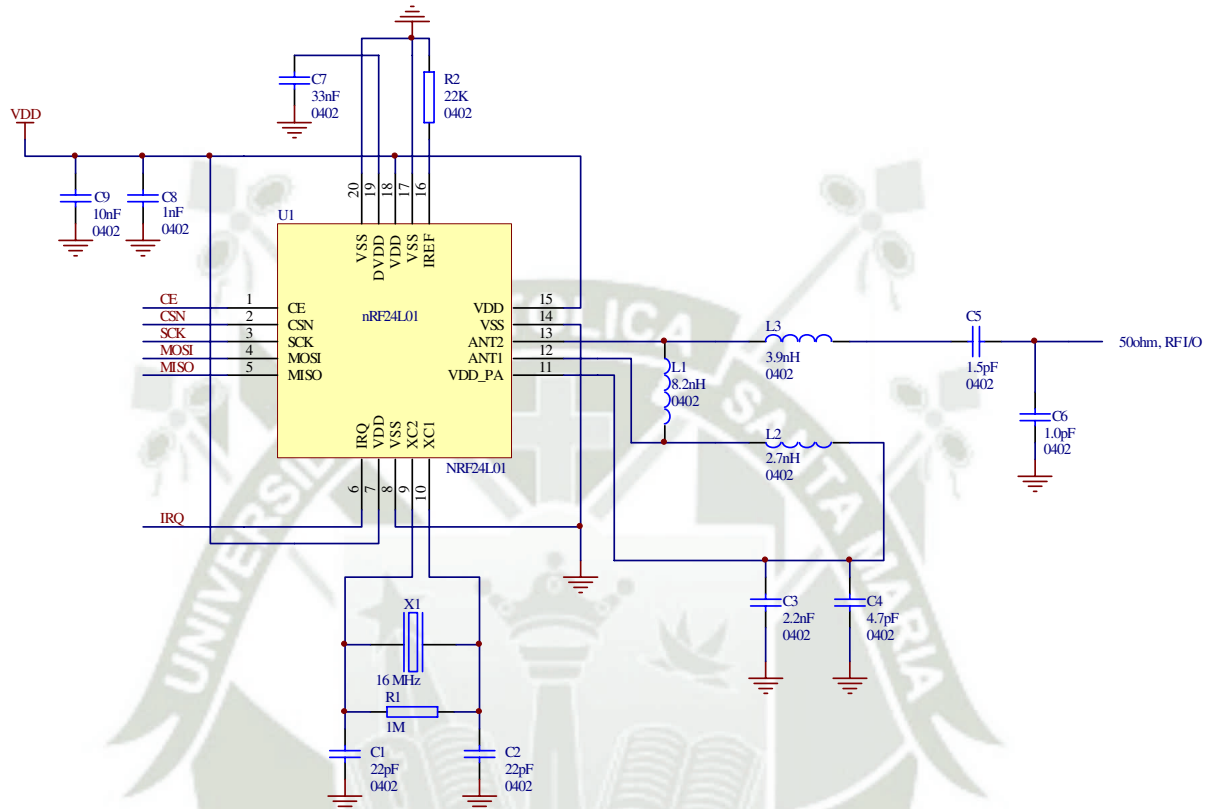 C7
33nF
0402
R2
22K
0402
VDD
C9
10nF
0402
C8
1nF
0402
20
19
18
17
16
U1
VSS
DVDD
VDD
VSS
IREF
CE
1
CE
CSN
2
CSN
SCK
3
SCK
MOSI
4
MOSI
MISO
5
MISO
nRF24L01
VDD
15
VSS
14
ANT2
13
ANT1
12
VDD_PA
11
IRQ
VDD
VSS
XC2
XC1
NRF24L01
6
7
8
9
10
IRQ
L3
3.9nH
0402
C5
1.5pF
0402
50ohm, RF I/O
L1
8.2nH
0402
C6
1.0pF
0402
L2
2.7nH
0402
C3
2.2nF
0402
C4
4.7pF
0402
X1
16 MHz
R1
1M
C1
22pF
0402
C2
22pF
0402
SANTA MARIA